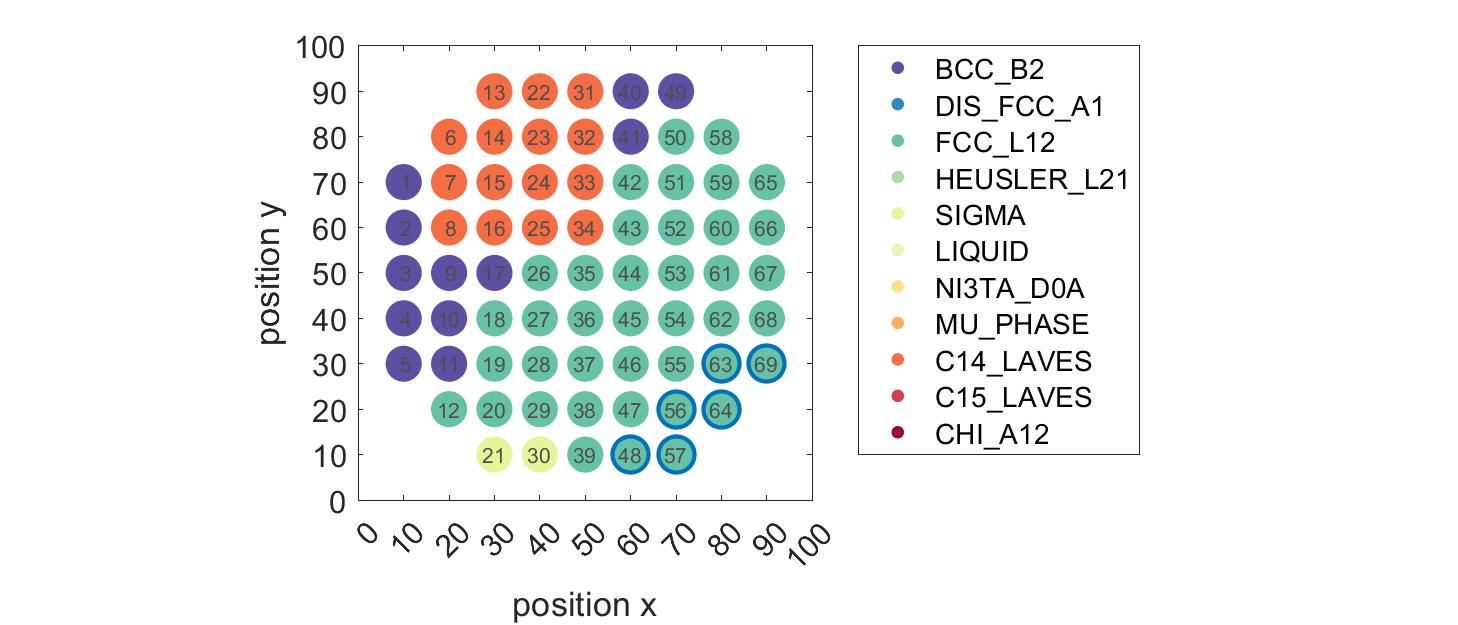 100
90 13 22 31 40 49
80 6 14 23 32 41 50 58
70 1 7 15 24 33 42 51 59 65
60 2 8 16 25 34 43 52 60 66
50 3 9 17 26 35 44 53 61 67
40 4 10 18 27 36 45 54 62 68
30 5 11 19 28 37 46 55 63 69
20 12 20 29 38 47 56 64
10 21 30 39 48 57
0
position y
0 10 20 30 40 50 60 70 80 90 100
position x
BCC_B2
DIS_FCC_A1
FCC_L12
HEUSLER_L21
SIGMA
LIQUID
NI3TA_D0A
MU_PHASE
C14_LAVES
C15_LAVES
CHI_A12